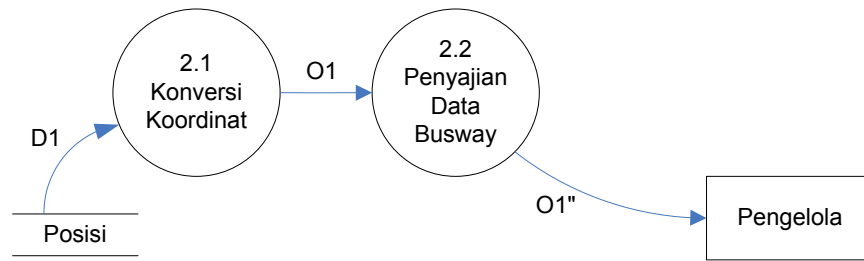 2.1
Konversi
Koordinat
O1
2.2
Penyajian
Data
Busway
D1
Posisi
O1"
Pengelola